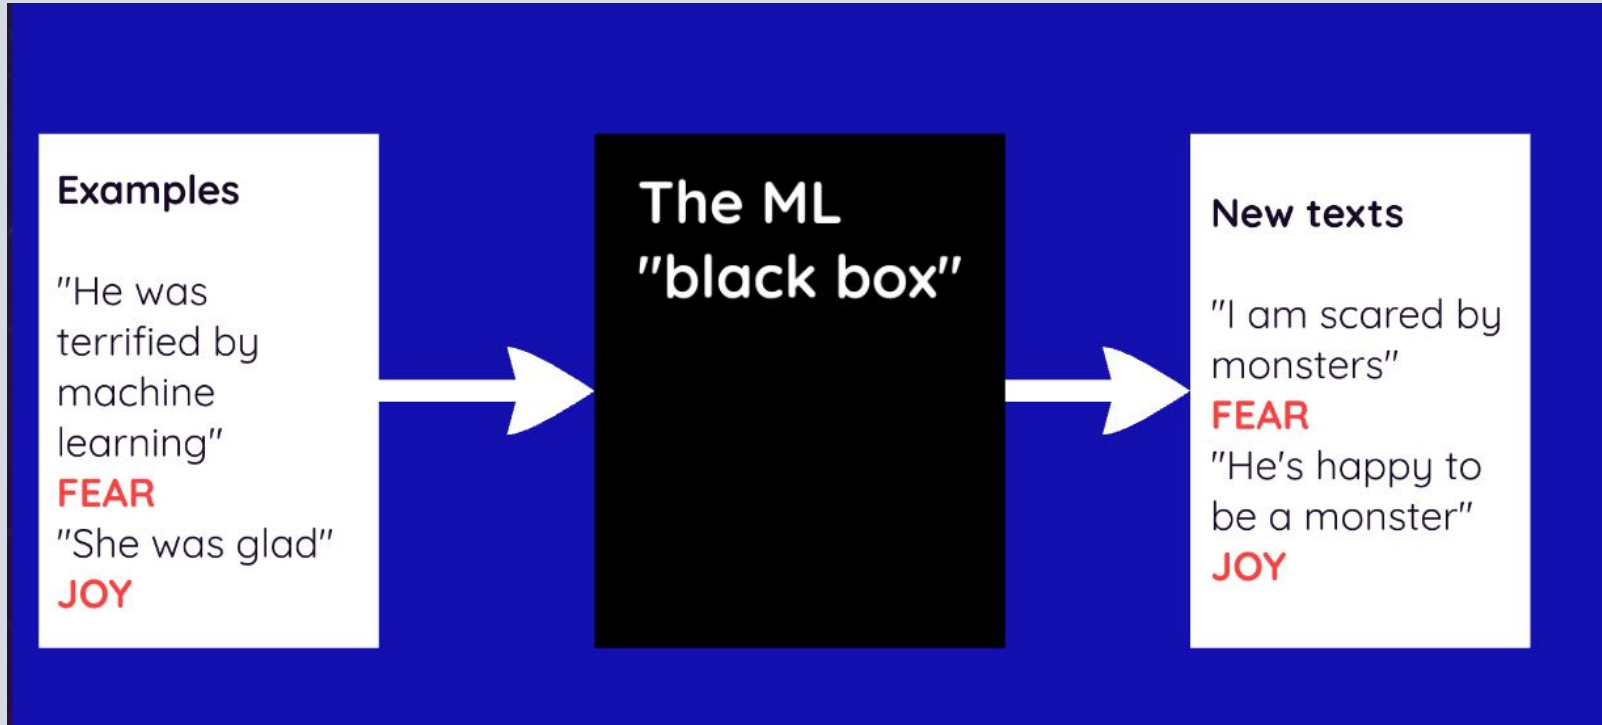 Examples
"He was
terrified by
machine
learning"
FEAR
"She was glad"
JOY
The ML
"black box"
New texts
"I am scared by
monsters"
FEAR
"He's happy to
be a monster"
JOY